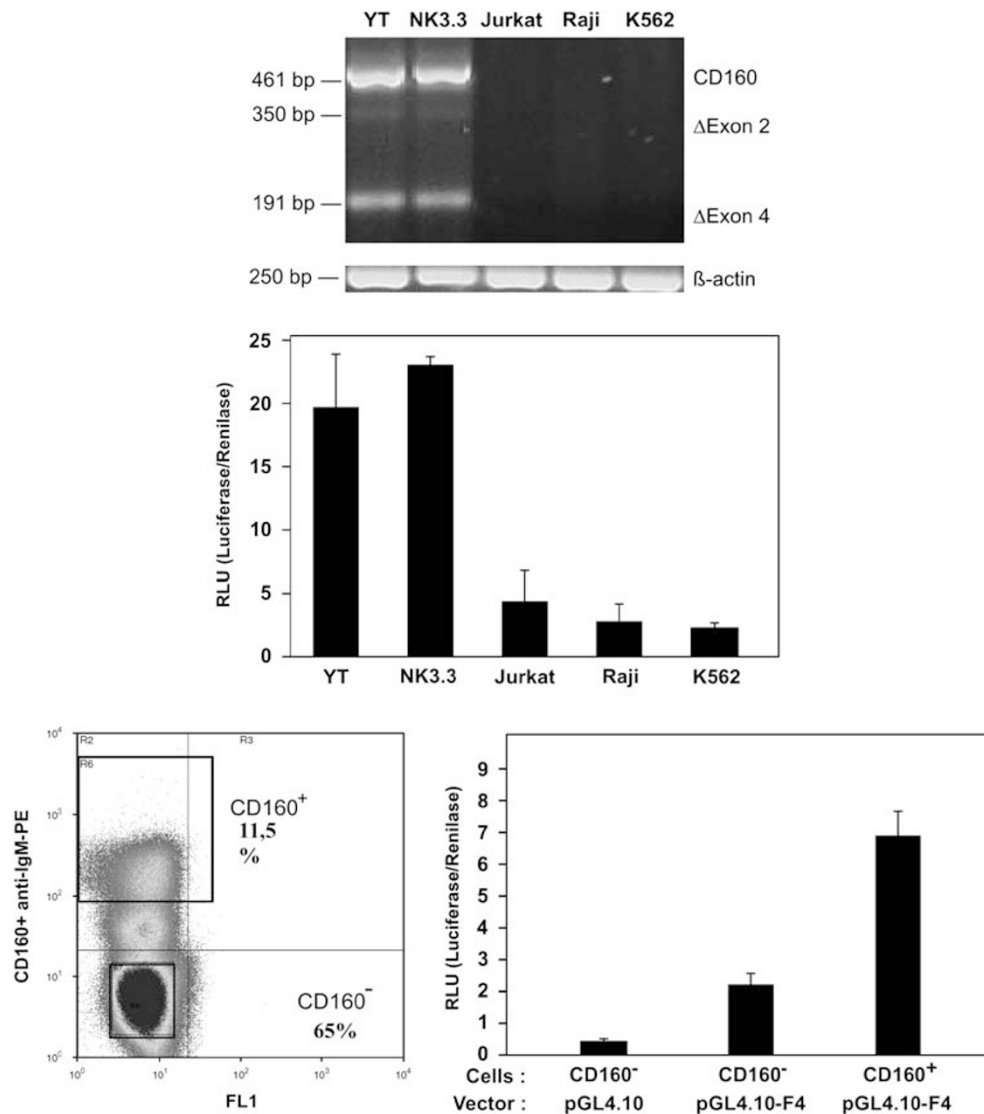 YT NK3.3 Jurkat Raji K562
461 bp CD160
350 bp ΔExon 2
191 bp ΔExon 4
250 bp ß-actin
RLU (Luciferase/Renilase)
25
20
15
10
5
0
YT NK3.3 Jurkat Raji K562
CD160+ anti-IgM-PE
10⁴
10³
10²
10¹
10⁰
R2 R3
R6
CD160⁺
11,5
%
CD160⁻
65%
10⁰ 10¹ 10² 10³ 10⁴
FL1
RLU (Luciferase/Renilase)
9
8
7
6
5
4
3
2
1
0
Cells : CD160⁻ CD160⁻ CD160⁺
Vector : pGL4.10 pGL4.10-F4 pGL4.10-F4